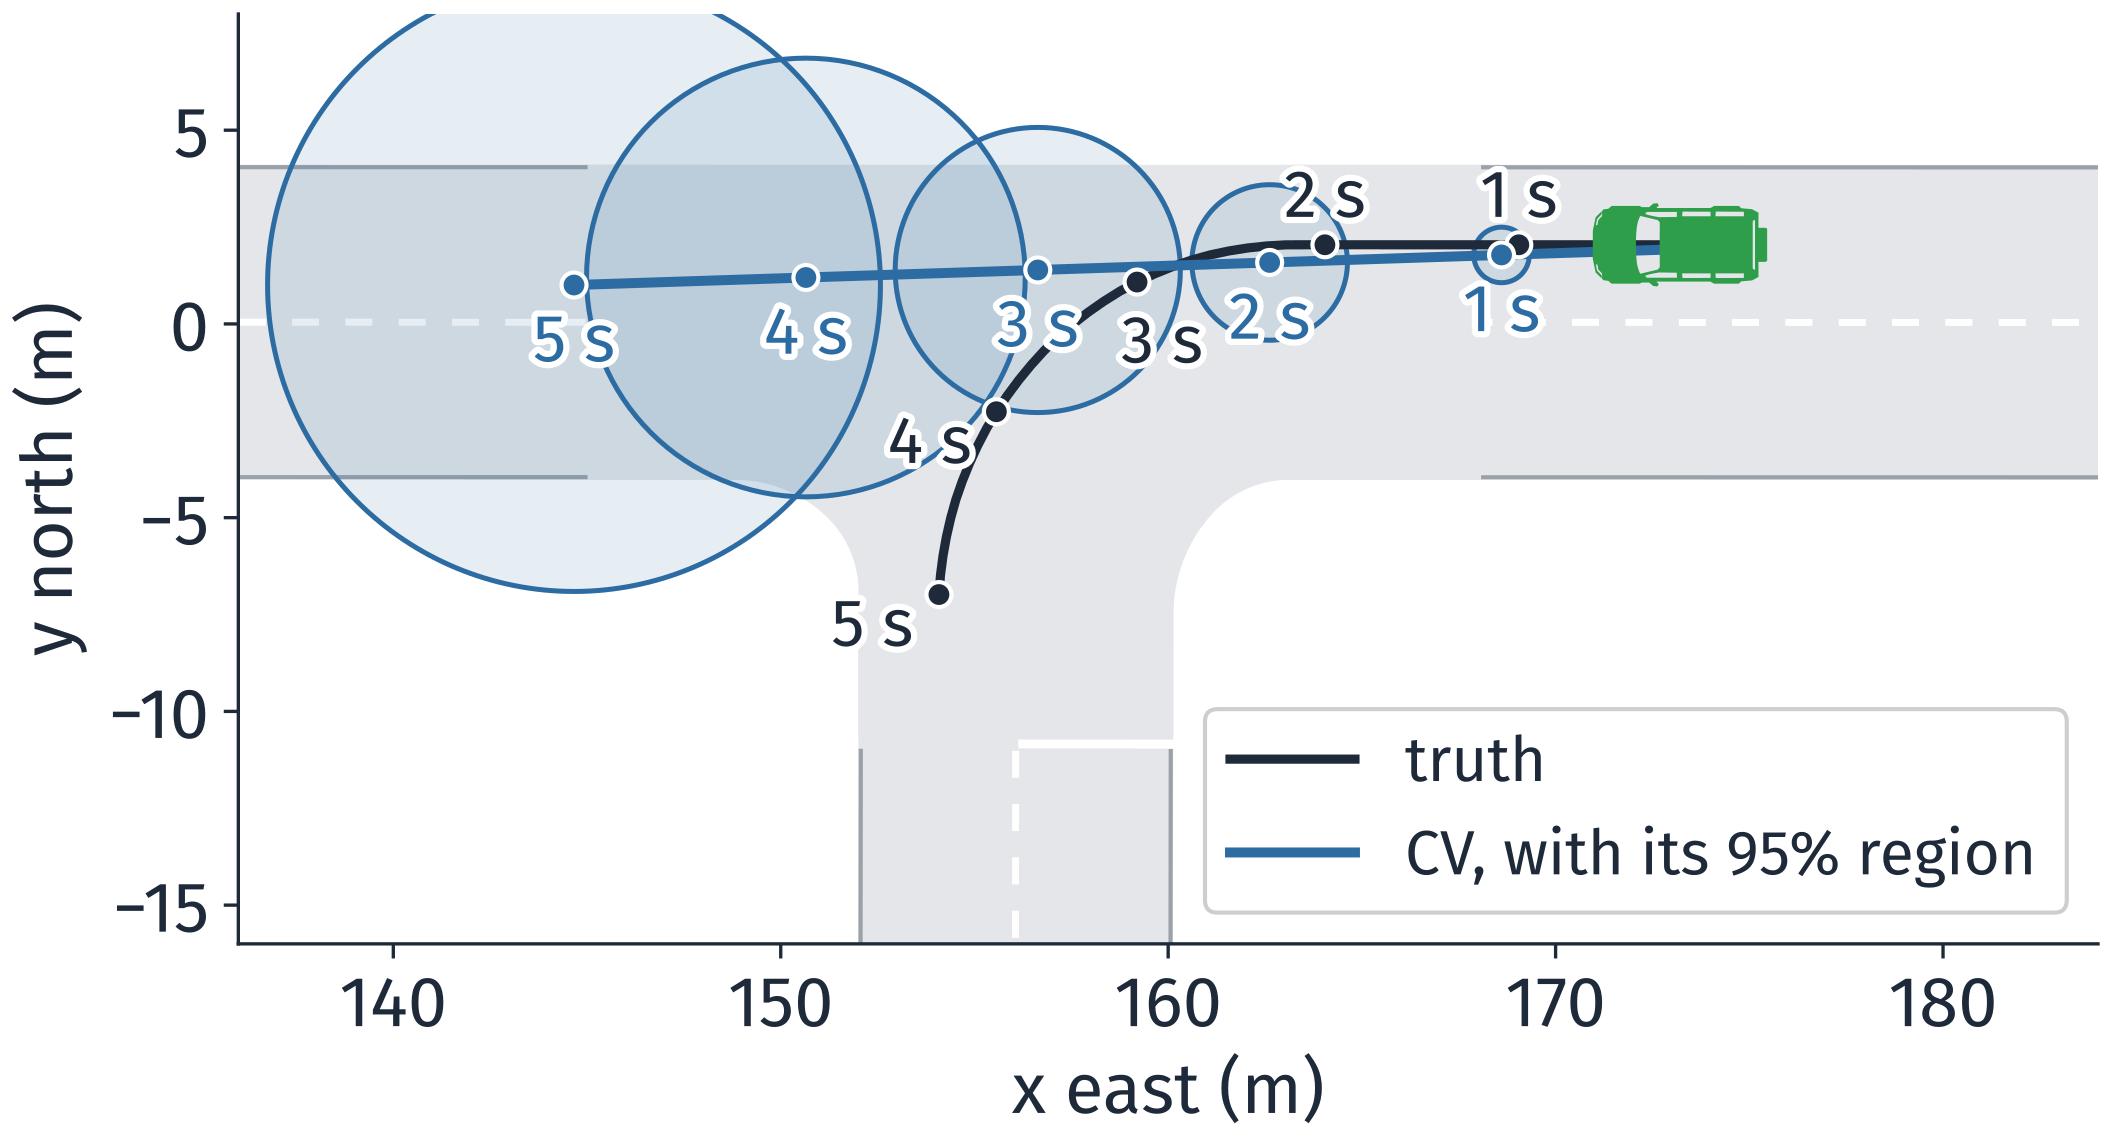 5
0
−5
−10
−15
y north (m)
140
150
160
170
180
x east (m)
2 s
1 s
3 s
4 s
5 s
5 s
4 s
3 s
2 s
1 s
truth
CV, with its 95% region